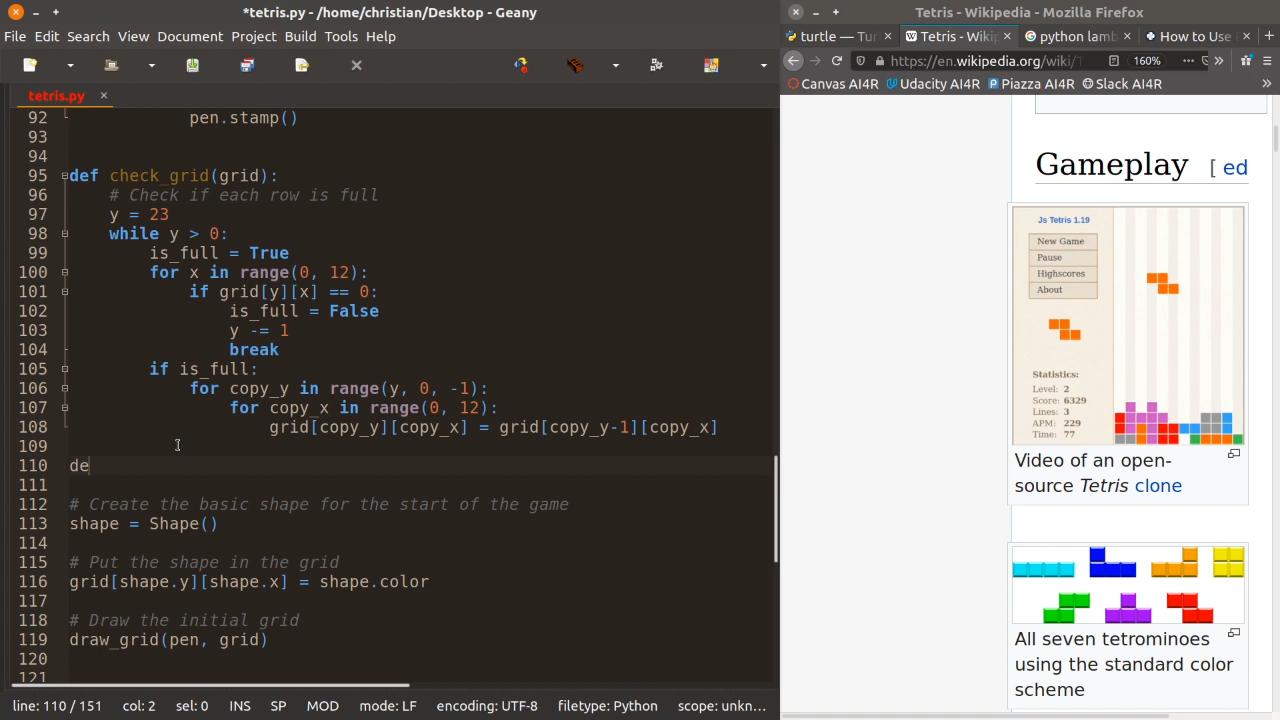 *tetris.py - /home/christian/Desktop - Geany
File Edit Search View Document Project Build Tools Help
tetris.py ×
92 pen.stamp()
93
94
95 def check_grid(grid):
96 # Check if each row is full
97 y = 23
98 while y > 0:
99 is_full = True
100 for x in range(0, 12):
101 if grid[y][x] == 0:
102 is_full = False
103 y -= 1
104 break
105 if is_full:
106 for copy_y in range(y, 0, -1):
107 for copy_x in range(0, 12):
108 grid[copy_y][copy_x] = grid[copy_y-1][copy_x]
109
110 de
111
112 # Create the basic shape for the start of the game
113 shape = Shape()
114
115 # Put the shape in the grid
116 grid[shape.y][shape.x] = shape.color
117
118 # Draw the initial grid
119 draw_grid(pen, grid)
120
121
line: 110 / 151 col: 2 sel: 0 INS SP MOD mode: LF encoding: UTF-8 filetype: Python scope: unkn...
Tetris - Wikipedia - Mozilla Firefox
turtle — Tur × Tetris - Wikip × python lamb × How to Use ×
https://en.wikipedia.org/wiki/ 160%
Canvas AI4R Udacity AI4R Piazza AI4R Slack AI4R
Gameplay [ ed
Js Tetris 1.19
New Game
Pause
Highscores
About
Statistics:
Level: 2
Score: 6329
Lines: 3
APM: 229
Time: 77
Video of an open-
source Tetris clone
All seven tetrominoes
using the standard color
scheme